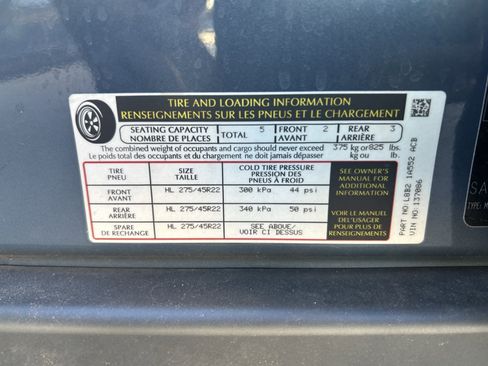 TIRE AND LOADING INFORMATION
RENSEIGNEMENTS SUR LES PNEUS ET LE CHARGEMENT
SEATING CAPACITY
NOMBRE DE PLACES
TOTAL 5
FRONT
AVANT 2
REAR
ARRIÈRE 3
The combined weight of occupants and cargo should never exceed 375 kg or 825 lbs.
Le poids total des occupants et du chargement ne doit jamais dépasser kg ou lb.
TIRE
PNEU
SIZE
TAILLE
COLD TIRE PRESSURE
PRESSION DES
PNEUS À FROID
FRONT
AVANT
HL 275/45R22
300 kPa 44 psi
REAR
ARRIÈRE
HL 275/45R22
340 kPa 50 psi
SPARE
DE RECHANGE
HL 275/45R22
SEE ABOVE/
VOIR CI DESSUS
SEE OWNER'S
MANUAL FOR
ADDITIONAL
INFORMATION
VOIR LE MANUEL
DEL'USAGER
POUR PLUS DE
RENSEIGNEMENTS
PART NO. L8B2 1A552 ACB
VIN NO.:137086
SA
TYPE: M